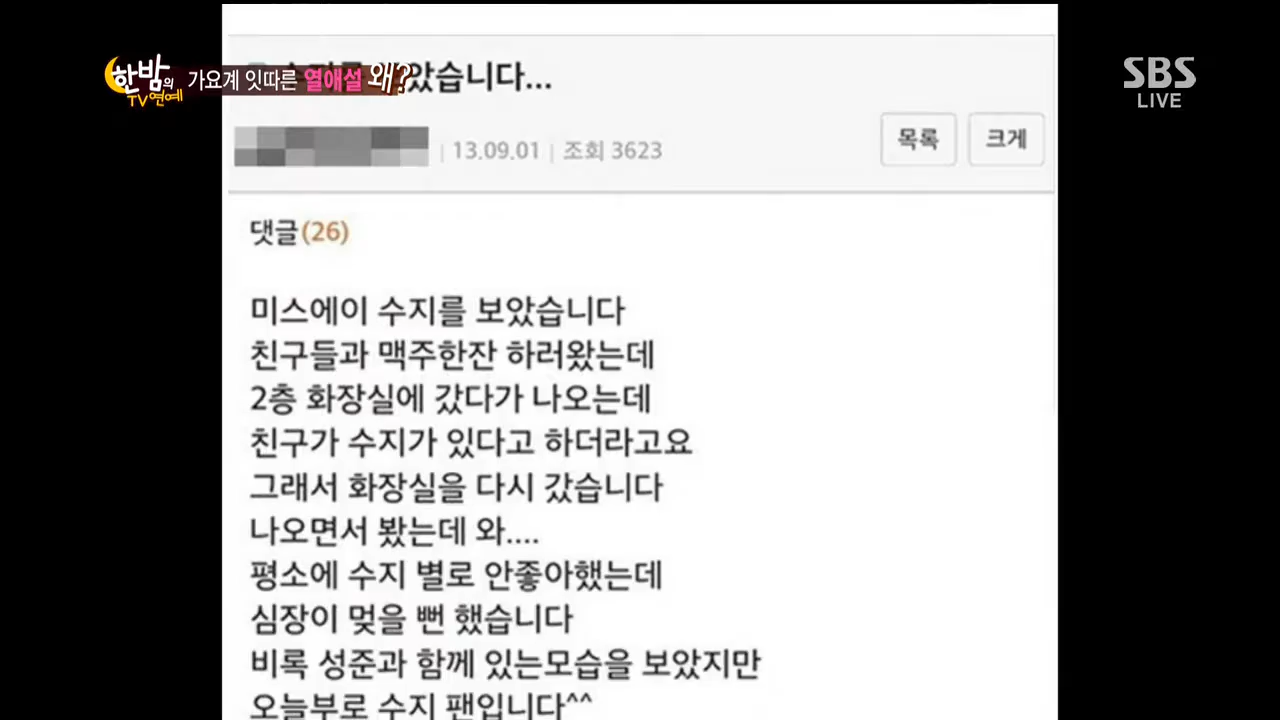 한밤의
TV연예
가요계 잇따른 열애설 왜?
았습니다...
SBS
LIVE
13.09.01 | 조회 3623
목록
크게
댓글(26)
미스에이 수지를 보았습니다
친구들과 맥주한잔 하러왔는데
2층 화장실에 갔다가 나오는데
친구가 수지가 있다고 하더라고요
그래서 화장실을 다시 갔습니다
나오면서 봤는데 와....
평소에 수지 별로 안좋아했는데
심장이 멎을 뻔 했습니다
비록 성준과 함께 있는모습을 보았지만
오늘부로 수지 팬입니다^^